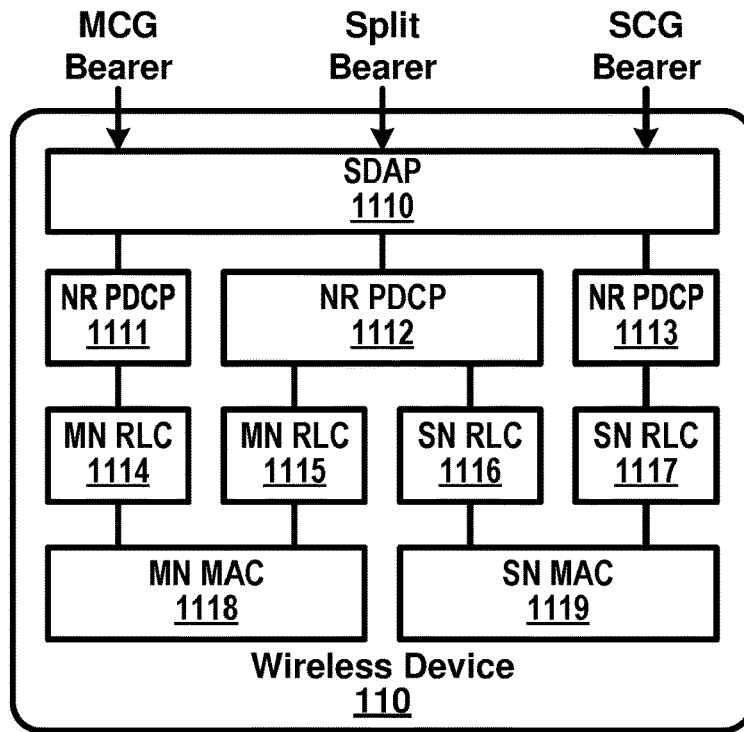 MCG Bearer
Split Bearer
SCG Bearer
SDAP
1110
NR PDCP
1111
NR PDCP
1112
NR PDCP
1113
MN RLC
1114
MN RLC
1115
SN RLC
1116
SN RLC
1117
MN MAC
1118
SN MAC
1119
Wireless Device
110